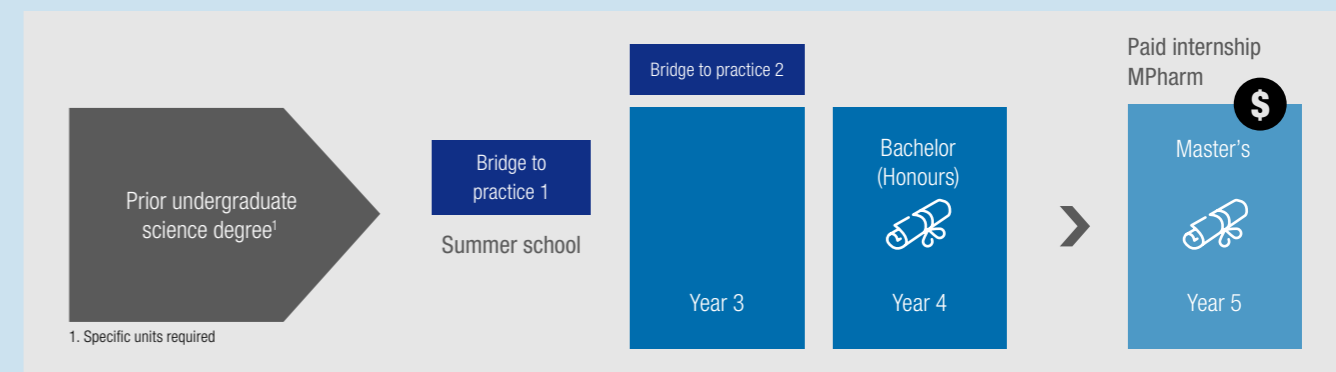 Prior undergraduate
science degree1
1. Specific units required
Bridge to
practice 1
Summer school
Bridge to practice 2
Year 3
Bachelor
(Honours)
Year 4
Paid internship
MPharm
$
Master's
Year 5